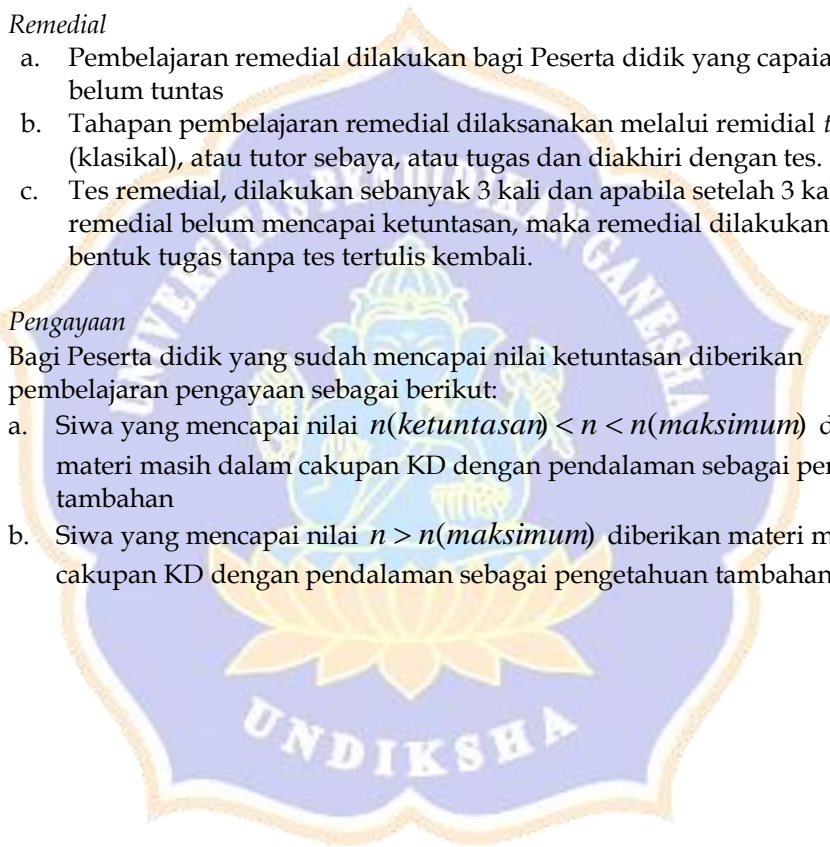 Remedial
a. Pembelajaran remedial dilakukan bagi Peserta didik yang
belum tuntas
b. Tahapan pembelajaran remedial dilaksanakan melalui remidial
(klasikal), atau tutor sebaya, atau tugas dan diakhiri dengan tes.
c. Tes remedial, dilakukan sebanyak 3 kali dan apabila setelah 3
remedial belum mencapai ketuntasan, maka remedial dilakukan
bentuk tugas tanpa tes tertulis kembali.
Pengayaan
Bagi Peserta didik yang sudah mencapai nilai ketuntasan diberikan
pembelajaran pengayaan sebagai berikut:
a. Siwa yang mencapai nilai n(ketuntasan) < n < n(maksimum)
materi masih dalam cakupan KD dengan pendalaman sebagai
tambahan
b. Siwa yang mencapai nilai n > n(maksimum) diberikan materi
cakupan KD dengan pendalaman sebagai pengetahuan tambahan
UNIVERSITAS PENDIDIKAN GANESHA
UNDIKSHA